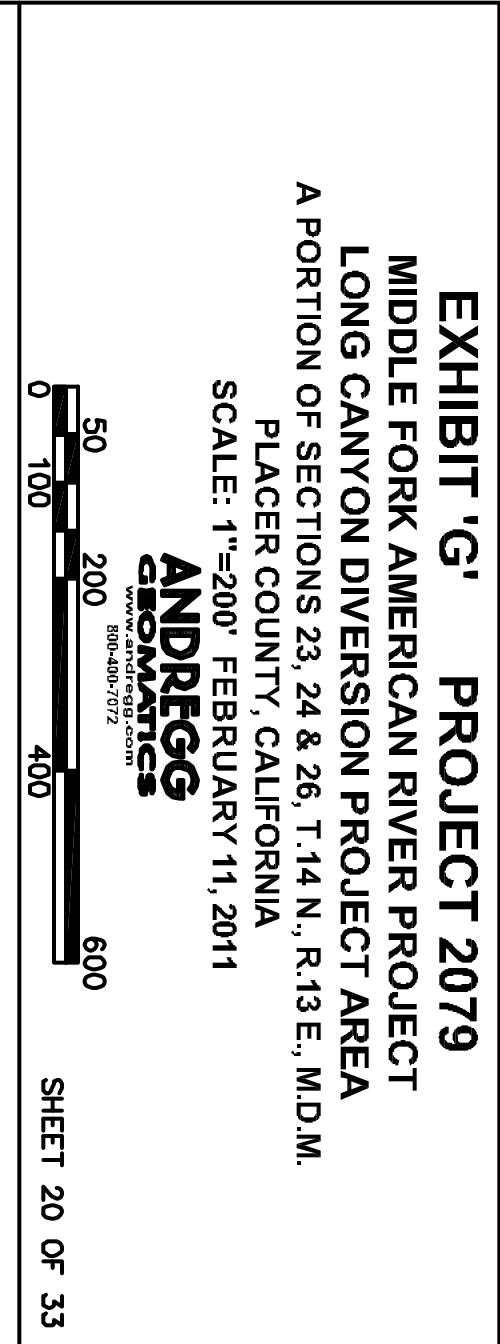 EXHIBIT 'G' PROJECT 2079
MIDDLE FORK AMERICAN RIVER PROJECT
LONG CANYON DIVERSION PROJECT AREA
A PORTION OF SECTIONS 23, 24 & 26, T.14 N., R.13 E., M.D.M.
PLACER COUNTY, CALIFORNIA
SCALE: 1"=200' FEBRUARY 11, 2011
ANDREGG
GEOMATICS
www.andregg.com
800-400-7072
50 200 600
0 100 400
SHEET 20 OF 33